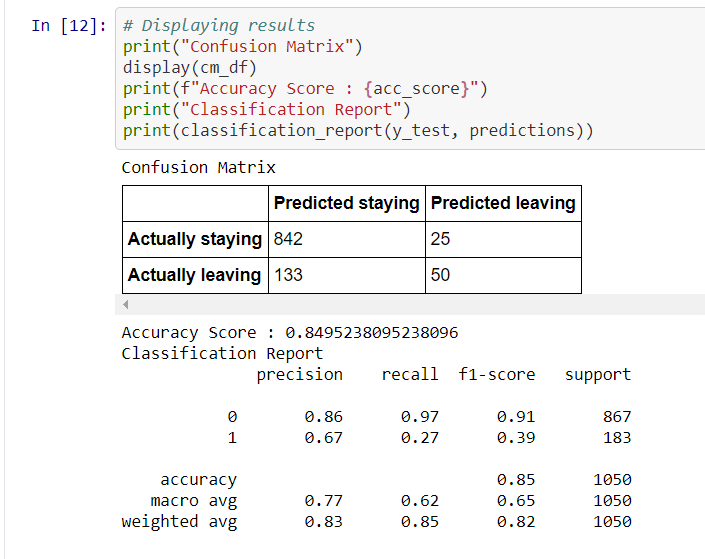 In [12]: # Displaying results
print("Confusion Matrix")
display(cm_df)
print(f"Accuracy Score : {acc_score}")
print("Classification Report")
print(classification_report(y_test, predictions))
Confusion Matrix
Predicted staying Predicted leaving
Actually staying 842 25
Actually leaving 133 50
Accuracy Score : 0.8495238095238096
Classification Report
precision recall f1-score support
0 0.86 0.97 0.91 867
1 0.67 0.27 0.39 183
accuracy 0.85 1050
macro avg 0.77 0.62 0.65 1050
weighted avg 0.83 0.85 0.82 1050